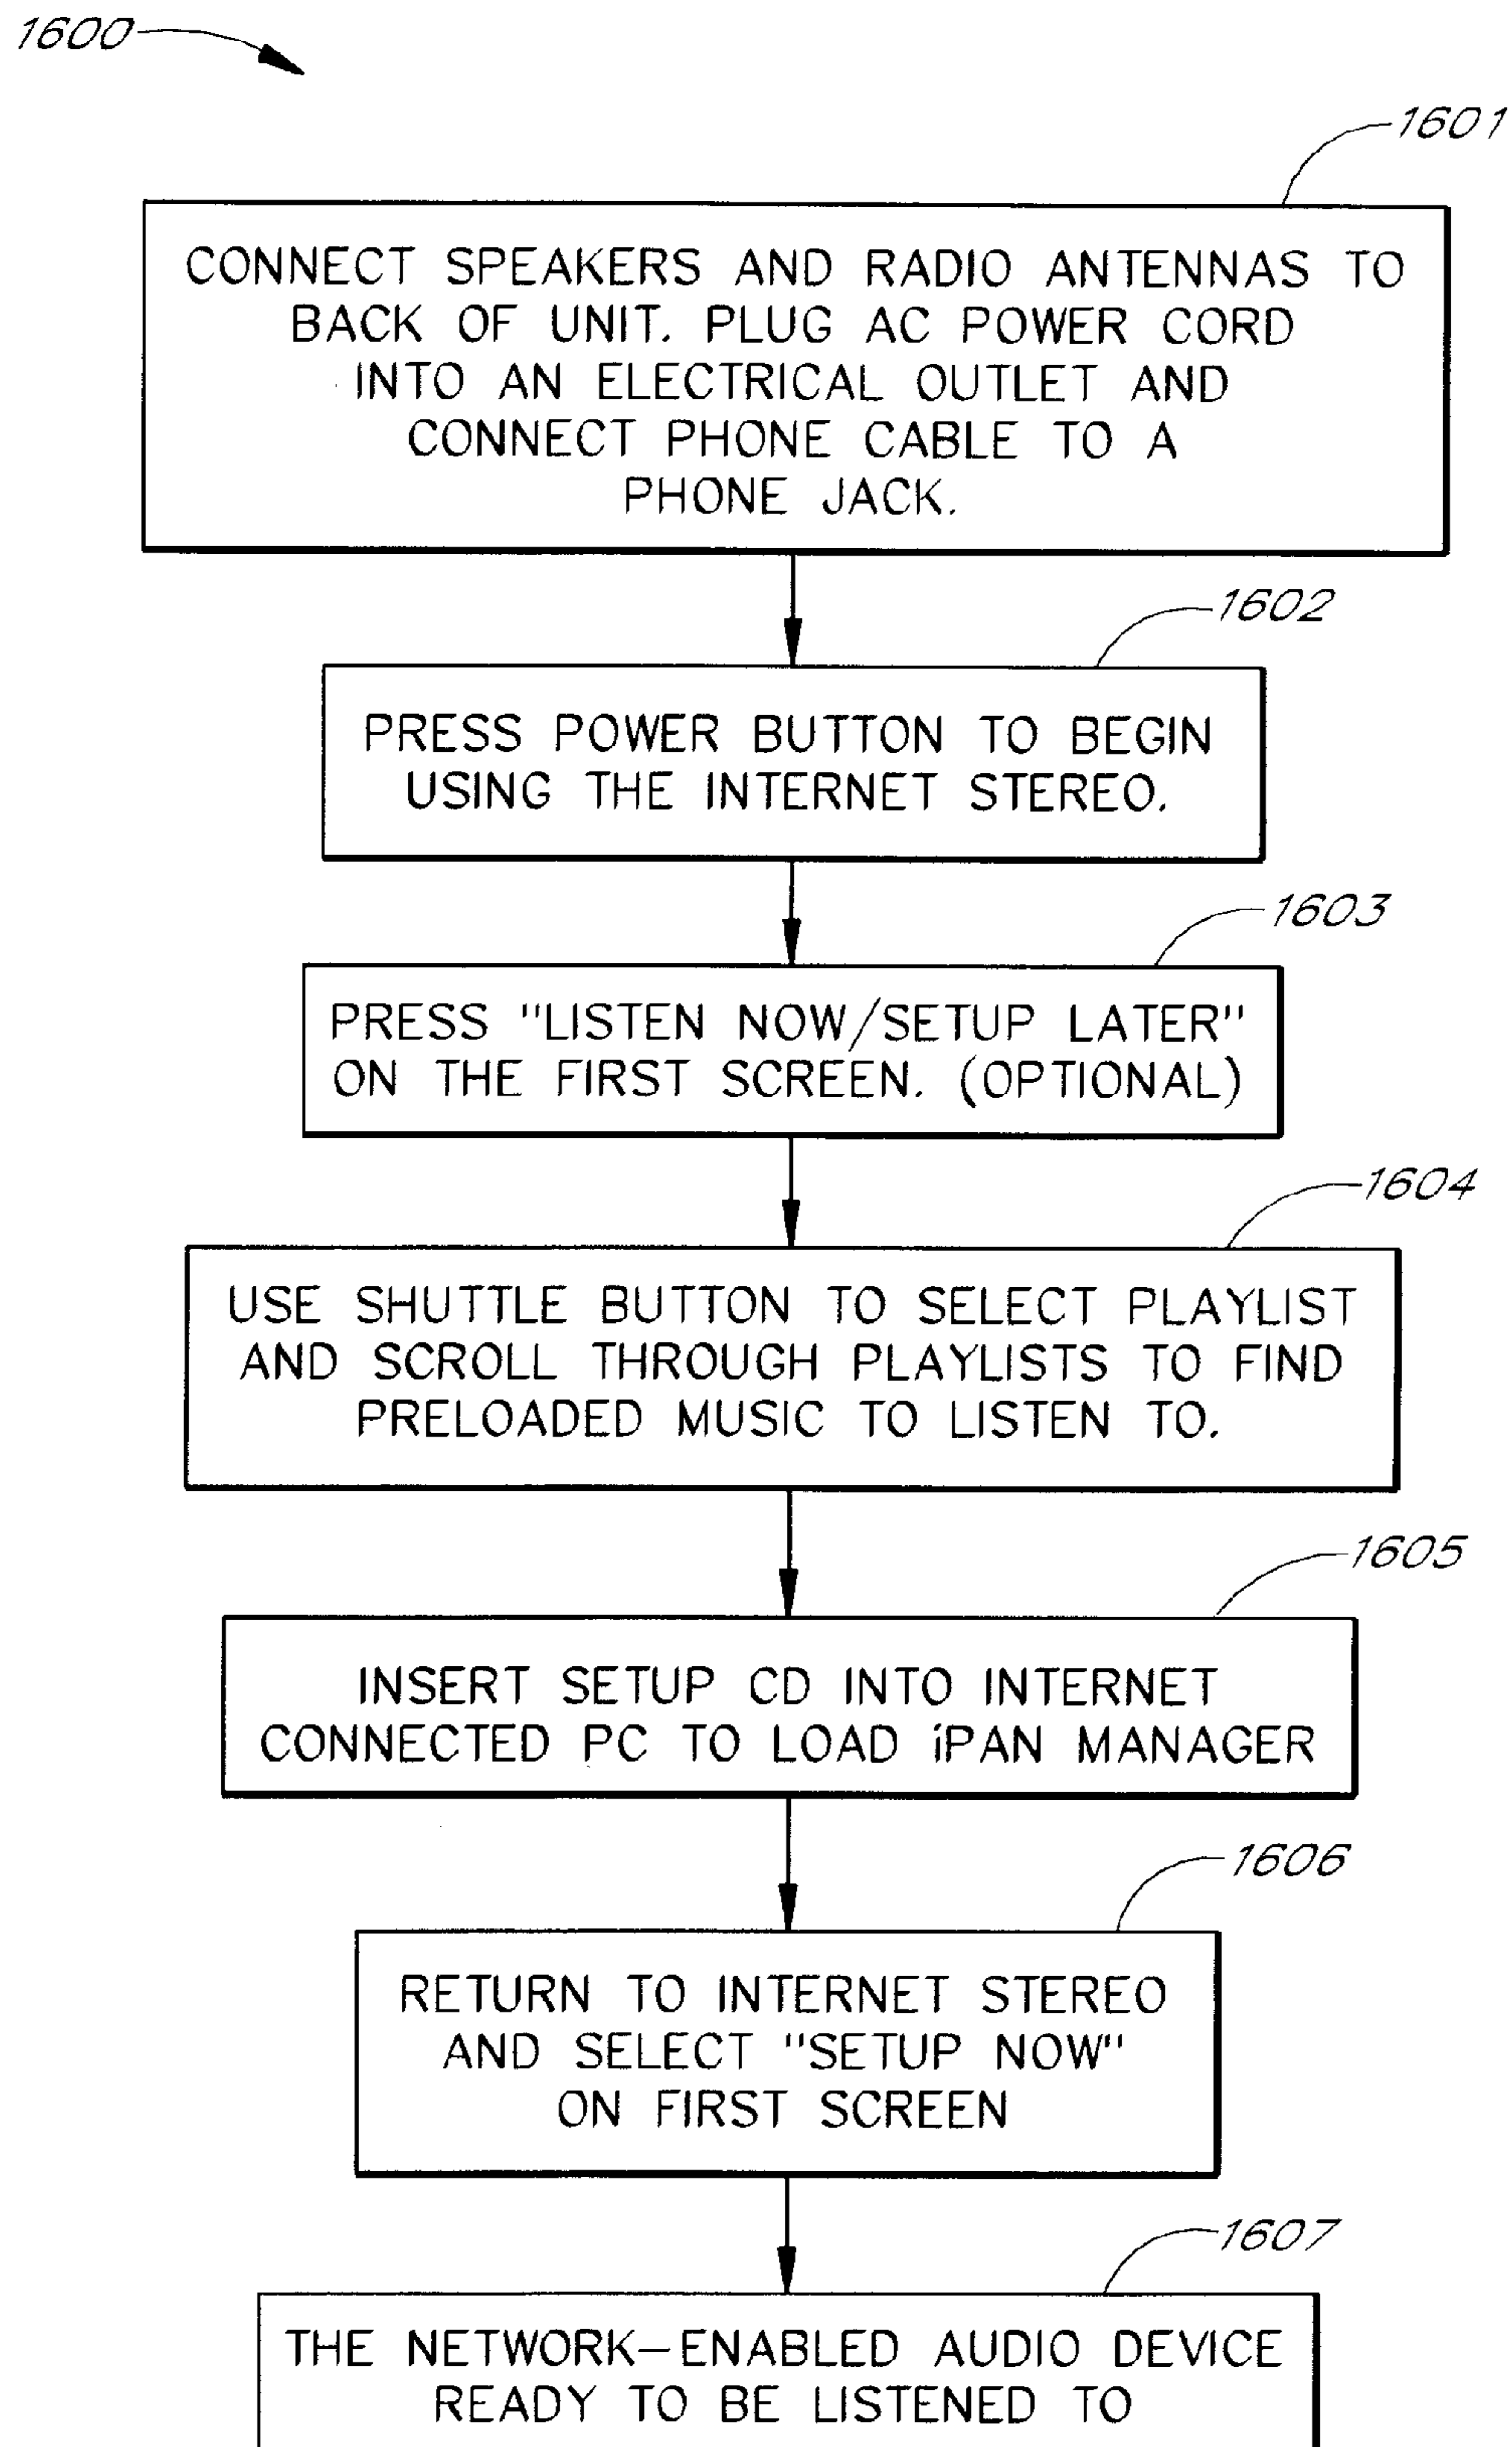 1600
1601
CONNECT SPEAKERS AND RADIO ANTENNAS TO
BACK OF UNIT. PLUG AC POWER CORD
INTO AN ELECTRICAL OUTLET AND
CONNECT PHONE CABLE TO A
PHONE JACK.
1602
PRESS POWER BUTTON TO BEGIN
USING THE INTERNET STEREO.
1603
PRESS "LISTEN NOW/SETUP LATER"
ON THE FIRST SCREEN. (OPTIONAL)
1604
USE SHUTTLE BUTTON TO SELECT PLAYLIST
AND SCROLL THROUGH PLAYLISTS TO FIND
PRELOADED MUSIC TO LISTEN TO.
1605
INSERT SETUP CD INTO INTERNET
CONNECTED PC TO LOAD iPAN MANAGER
1606
RETURN TO INTERNET STEREO
AND SELECT "SETUP NOW"
ON FIRST SCREEN
1607
THE NETWORK-ENABLED AUDIO DEVICE
READY TO BE LISTENED TO